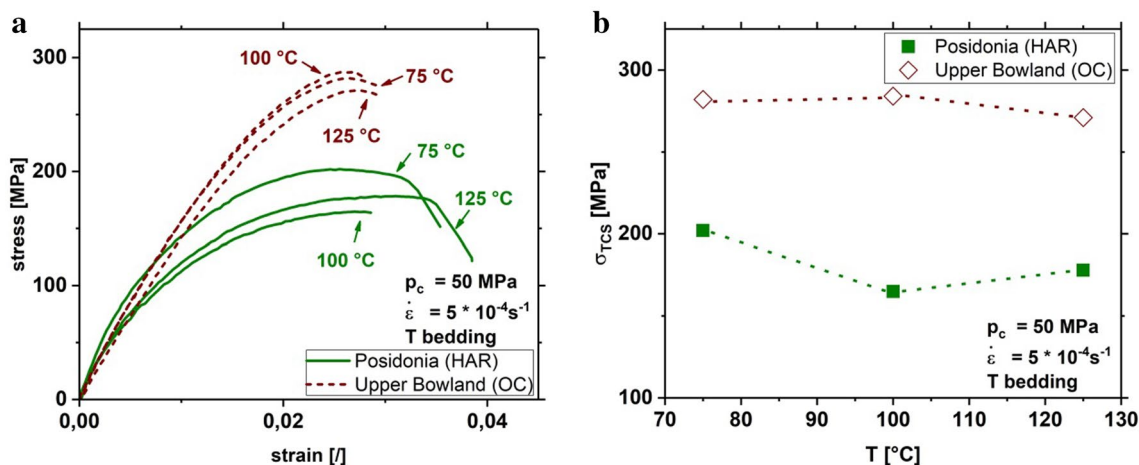 a
300
200
100
0
stress [MPa]
0,00
0,02
0,04
strain [/]
100 °C
75 °C
125 °C
75 °C
125 °C
100 °C
p_c = 50 MPa
ε̇ = 5 * 10⁻⁴s⁻¹
T bedding
Posidonia (HAR)
Upper Bowland (OC)
b
300
200
100
σ_TCS [MPa]
70 80 90 100 110 120 130
T [°C]
Posidonia (HAR)
Upper Bowland (OC)
p_c = 50 MPa
ε̇ = 5 * 10⁻⁴s⁻¹
T bedding